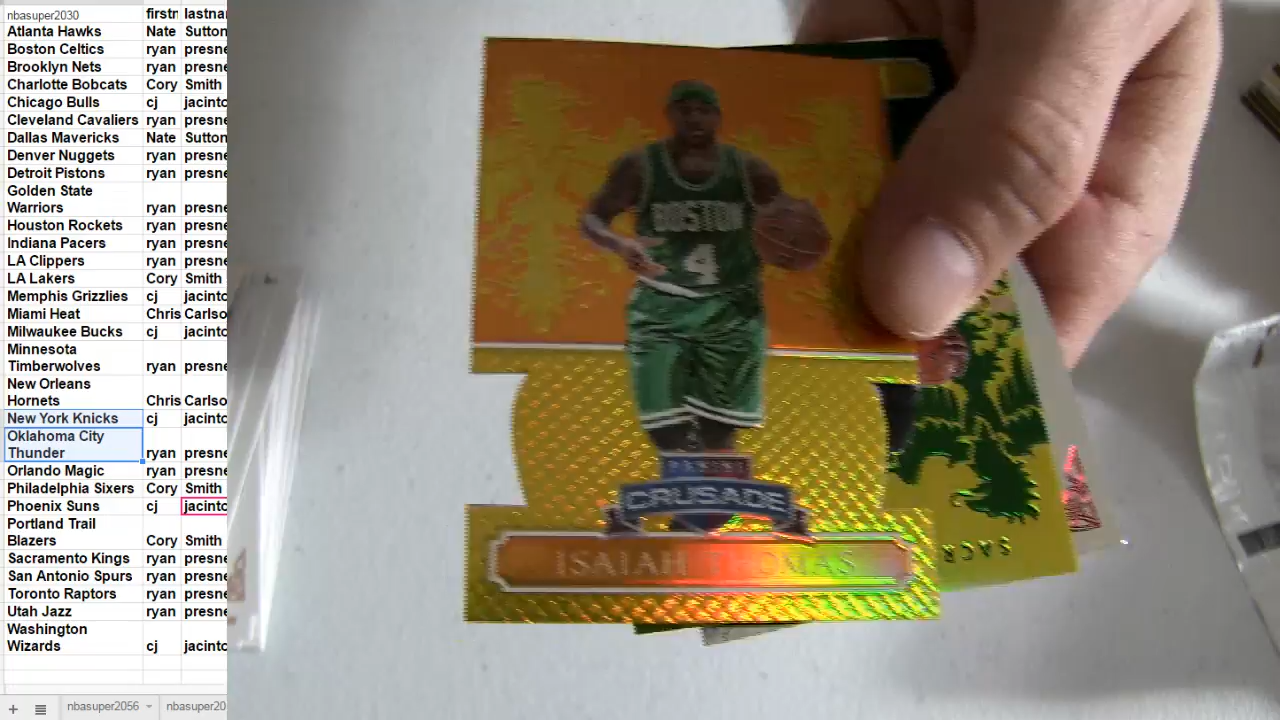 nbasuper2030 firstn lastnam
Atlanta Hawks Nate Sutton
Boston Celtics ryan presne
Brooklyn Nets ryan presne
Charlotte Bobcats Cory Smith
Chicago Bulls cj jacinto
Cleveland Cavaliers ryan presne
Dallas Mavericks Nate Sutton
Denver Nuggets ryan presne
Detroit Pistons ryan presne
Golden State
Warriors ryan presne
Houston Rockets ryan presne
Indiana Pacers ryan presne
LA Clippers ryan presne
LA Lakers Cory Smith
Memphis Grizzlies cj jacinto
Miami Heat Chris Carlso
Milwaukee Bucks cj jacinto
Minnesota
Timberwolves ryan presne
New Orleans
Hornets Chris Carlso
New York Knicks cj jacinto
Oklahoma City
Thunder ryan presne
Orlando Magic ryan presne
Philadelphia Sixers Cory Smith
Phoenix Suns cj jacinto
Portland Trail
Blazers Cory Smith
Sacramento Kings ryan presne
San Antonio Spurs ryan presne
Toronto Raptors ryan presne
Utah Jazz ryan presne
Washington
Wizards cj jacinto
nbasuper2056 nbasuper20
BOSTON
4
PANINI
CRUSADE
ISAIAH THOMAS
SACR